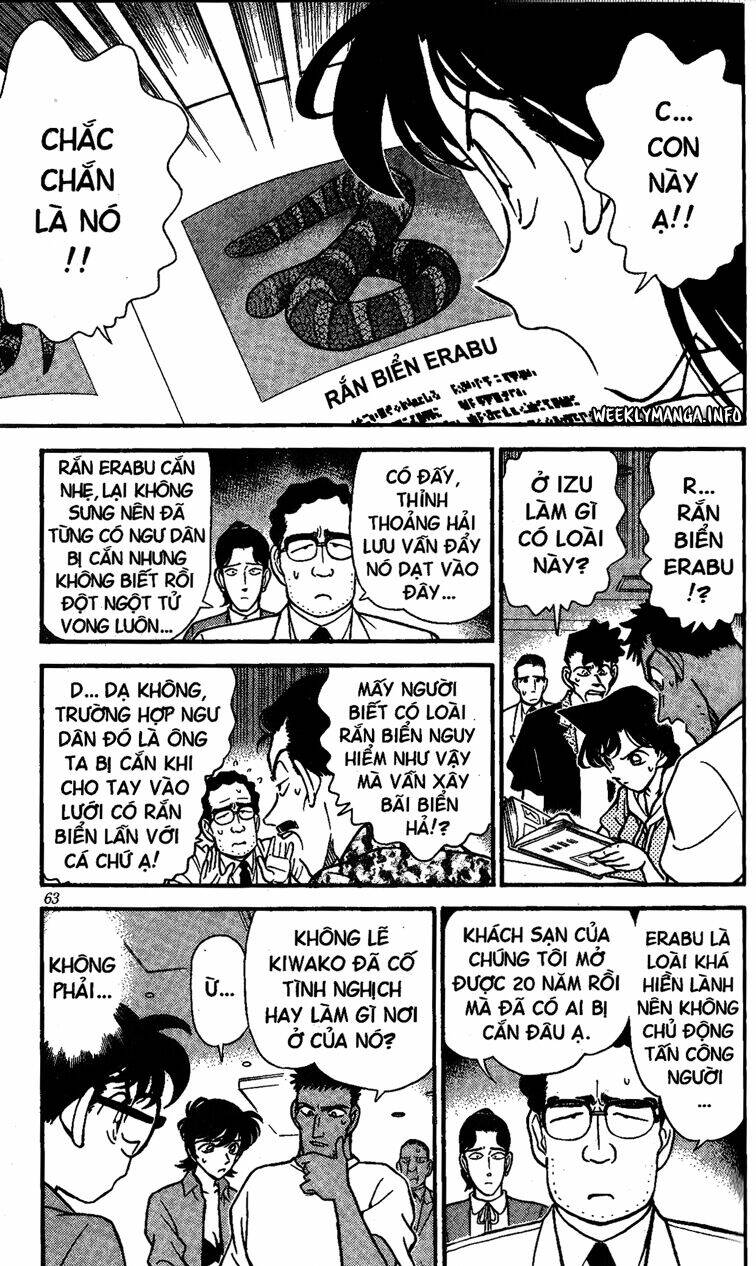 C...
CON
NÀY
Ạ!!
CHẮC
CHẮN
LÀ NÓ
!!
RẮN BIỂN ERABU
WEEKLYMANGA.INFO
R...
RẮN
BIỂN
ERABU
!?
Ở IZU
LÀM GÌ
CÓ LOÀI
NÀY?
CÓ ĐẤY,
THỈNH
THOẢNG HẢI
LƯU VẪN ĐẨY
NÓ DẠT VÀO
ĐÂY...
RẮN ERABU CẮN
NHẸ, LẠI KHÔNG
SƯNG NÊN ĐÃ
TỪNG CÓ NGƯ DÂN
BỊ CẮN NHƯNG
KHÔNG BIẾT RỒI
ĐỘT NGỘT TỬ
VONG LUÔN...
MẤY NGƯỜI
BIẾT CÓ LOÀI
RẮN BIỂN NGUY
HIỂM NHƯ VẬY
MÀ VẪN XÂY
BÃI BIỂN
HẢ!?
D... DẠ KHÔNG,
TRƯỜNG HỢP NGƯ
DÂN ĐÓ LÀ ÔNG
TA BỊ CẮN KHI
CHO TAY VÀO
LƯỚI CÓ RẮN
BIỂN LẪN VỚI
CÁ CHỨ Ạ!
63
ERABU LÀ
LOÀI KHÁ
HIỀN LÀNH
NÊN KHÔNG
CHỦ ĐỘNG
TẤN CÔNG
NGƯỜI
...
KHÁCH SẠN CỦA
CHÚNG TÔI MỞ
ĐƯỢC 20 NĂM RỒI
MÀ ĐÃ CÓ AI BỊ
CẮN ĐÂU Ạ.
KHÔNG LẼ
KIWAKO ĐÃ CỐ
TÌNH NGHỊCH
HAY LÀM GÌ NƠI
Ở CỦA NÓ?
Ừ...
KHÔNG
PHẢI...